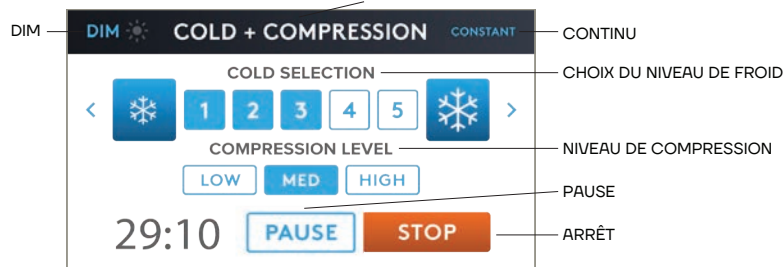 DIM DIM COLD + COMPRESSION CONSTANT CONTINU
COLD SELECTION CHOIX DU NIVEAU DE FROID
< 1 2 3 4 5 >
COMPRESSION LEVEL NIVEAU DE COMPRESSION
LOW MED HIGH
PAUSE
29:10 PAUSE STOP ARRÊT